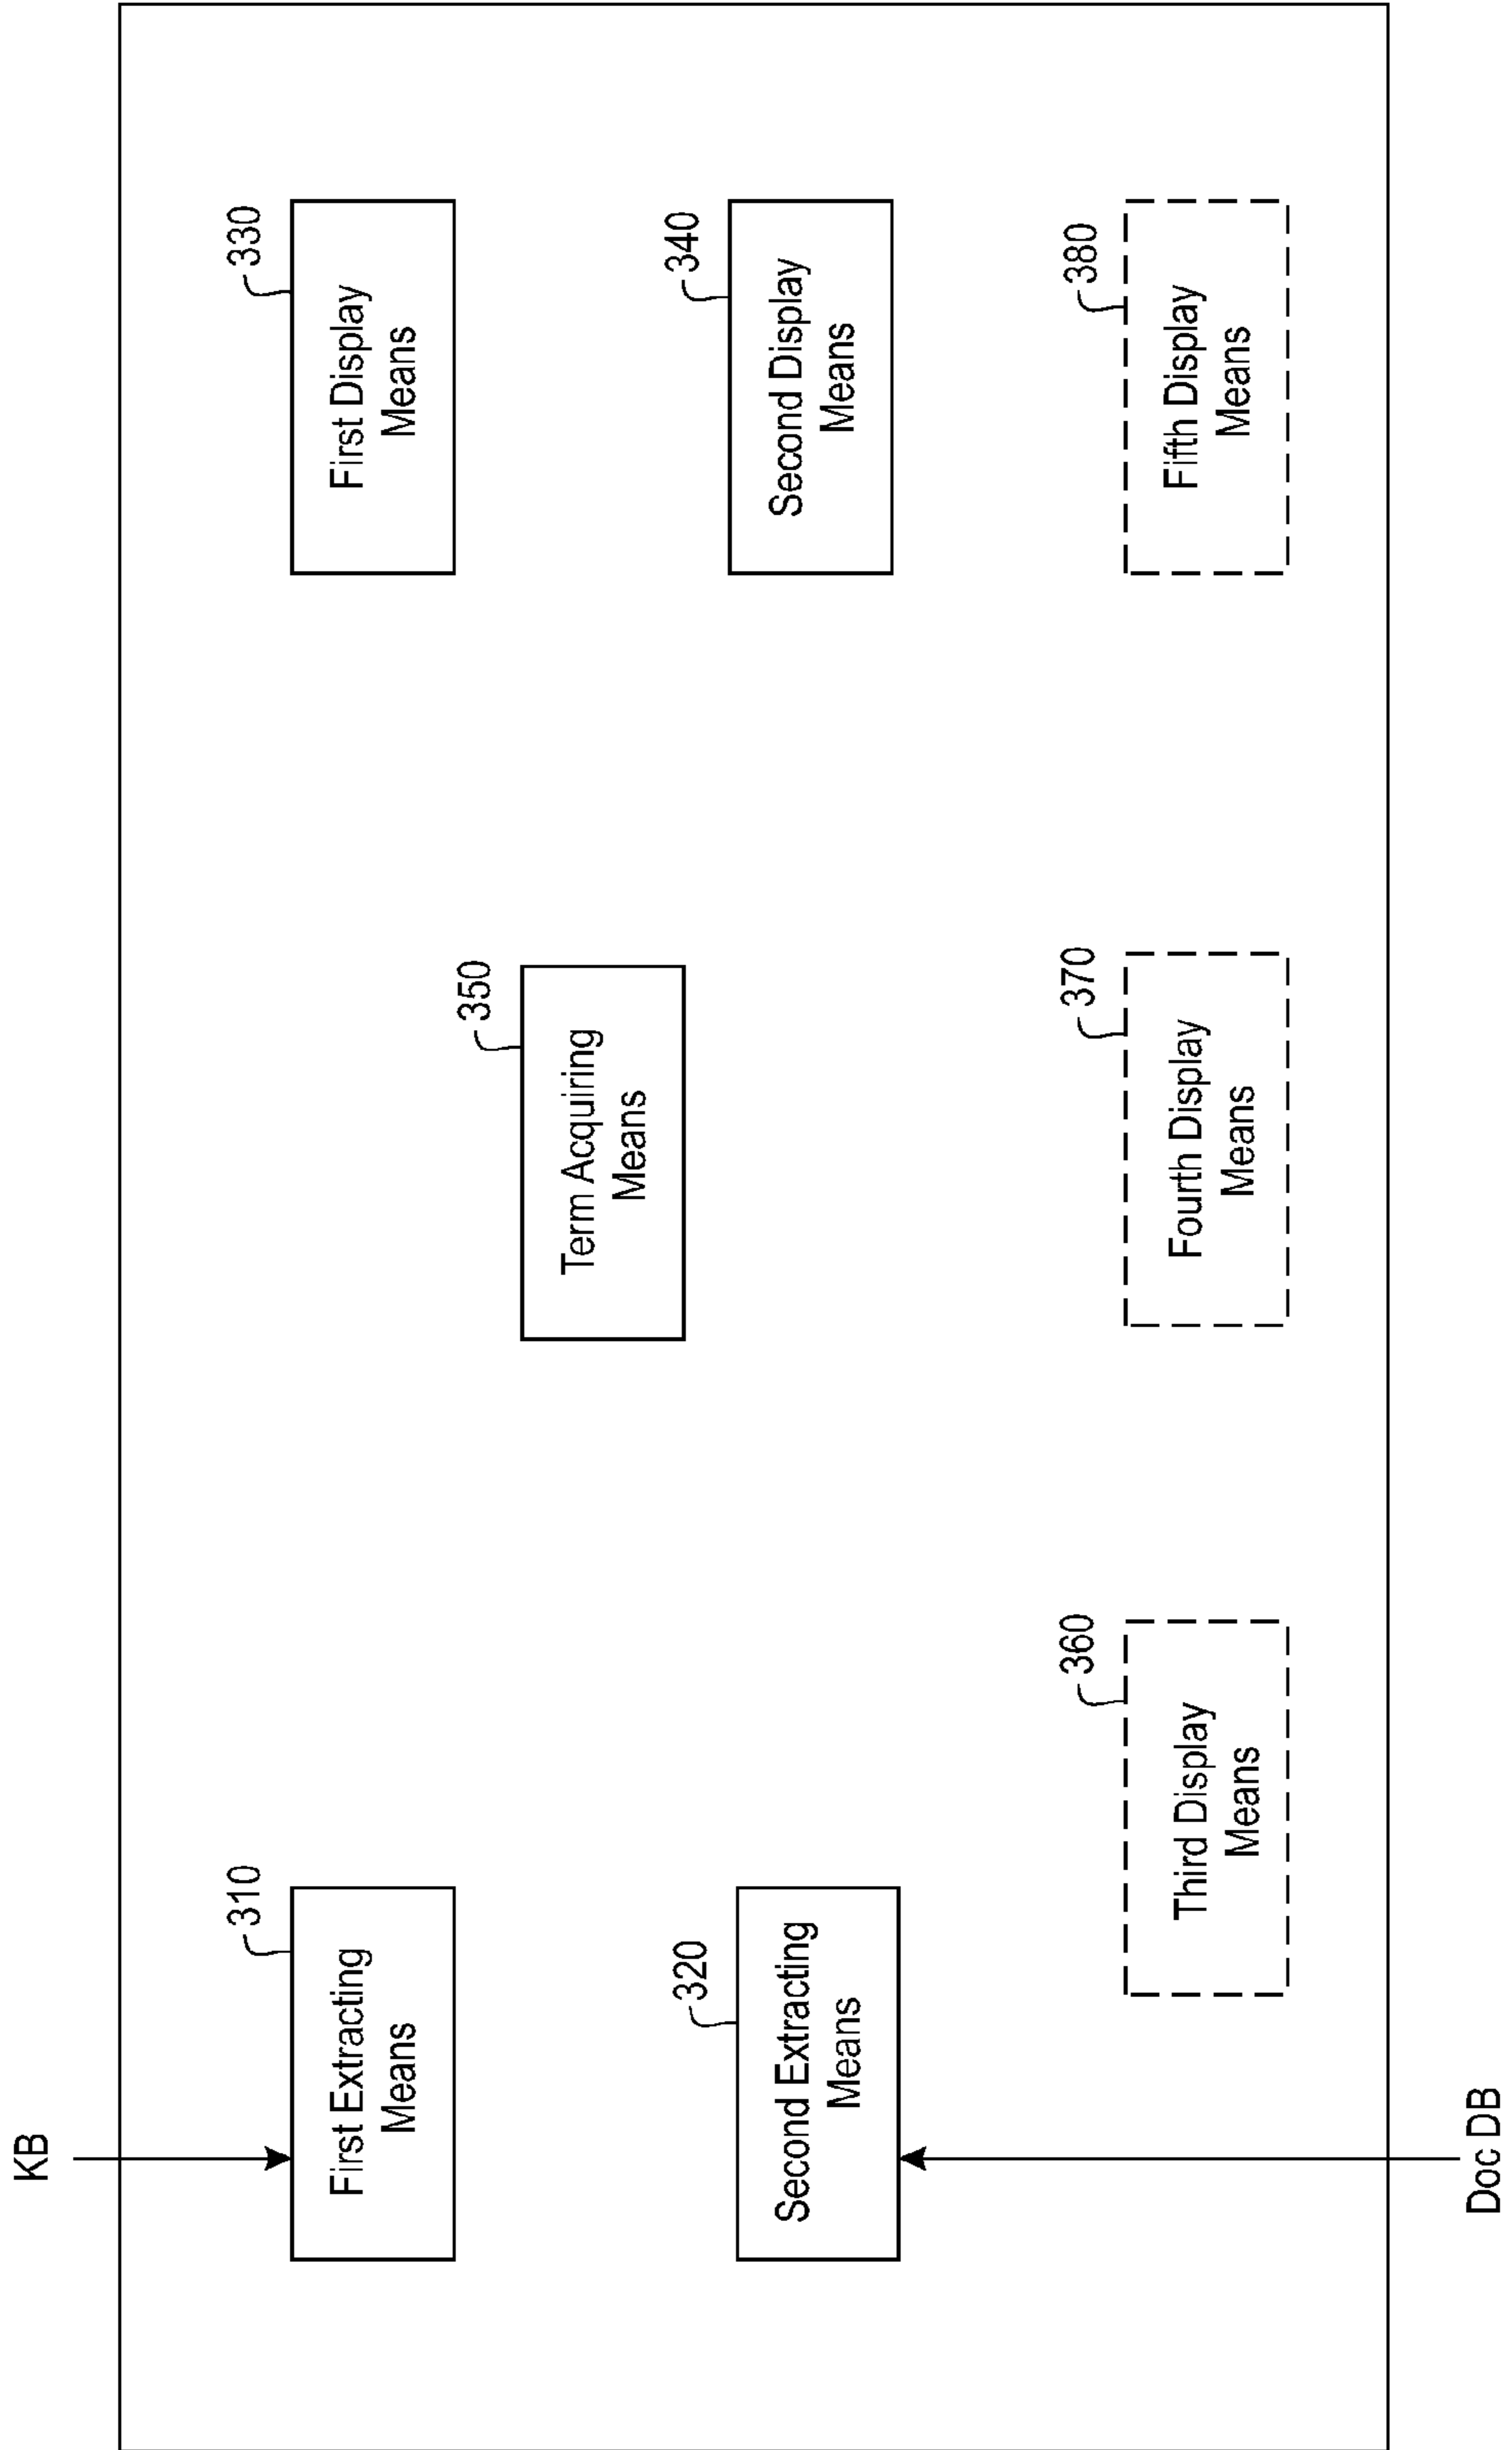 KB
310
First Extracting
Means
330
First Display
Means
350
Term Acquiring
Means
320
Second Extracting
Means
340
Second Display
Means
360
Third Display
Means
370
Fourth Display
Means
380
Fifth Display
Means
Doc DB